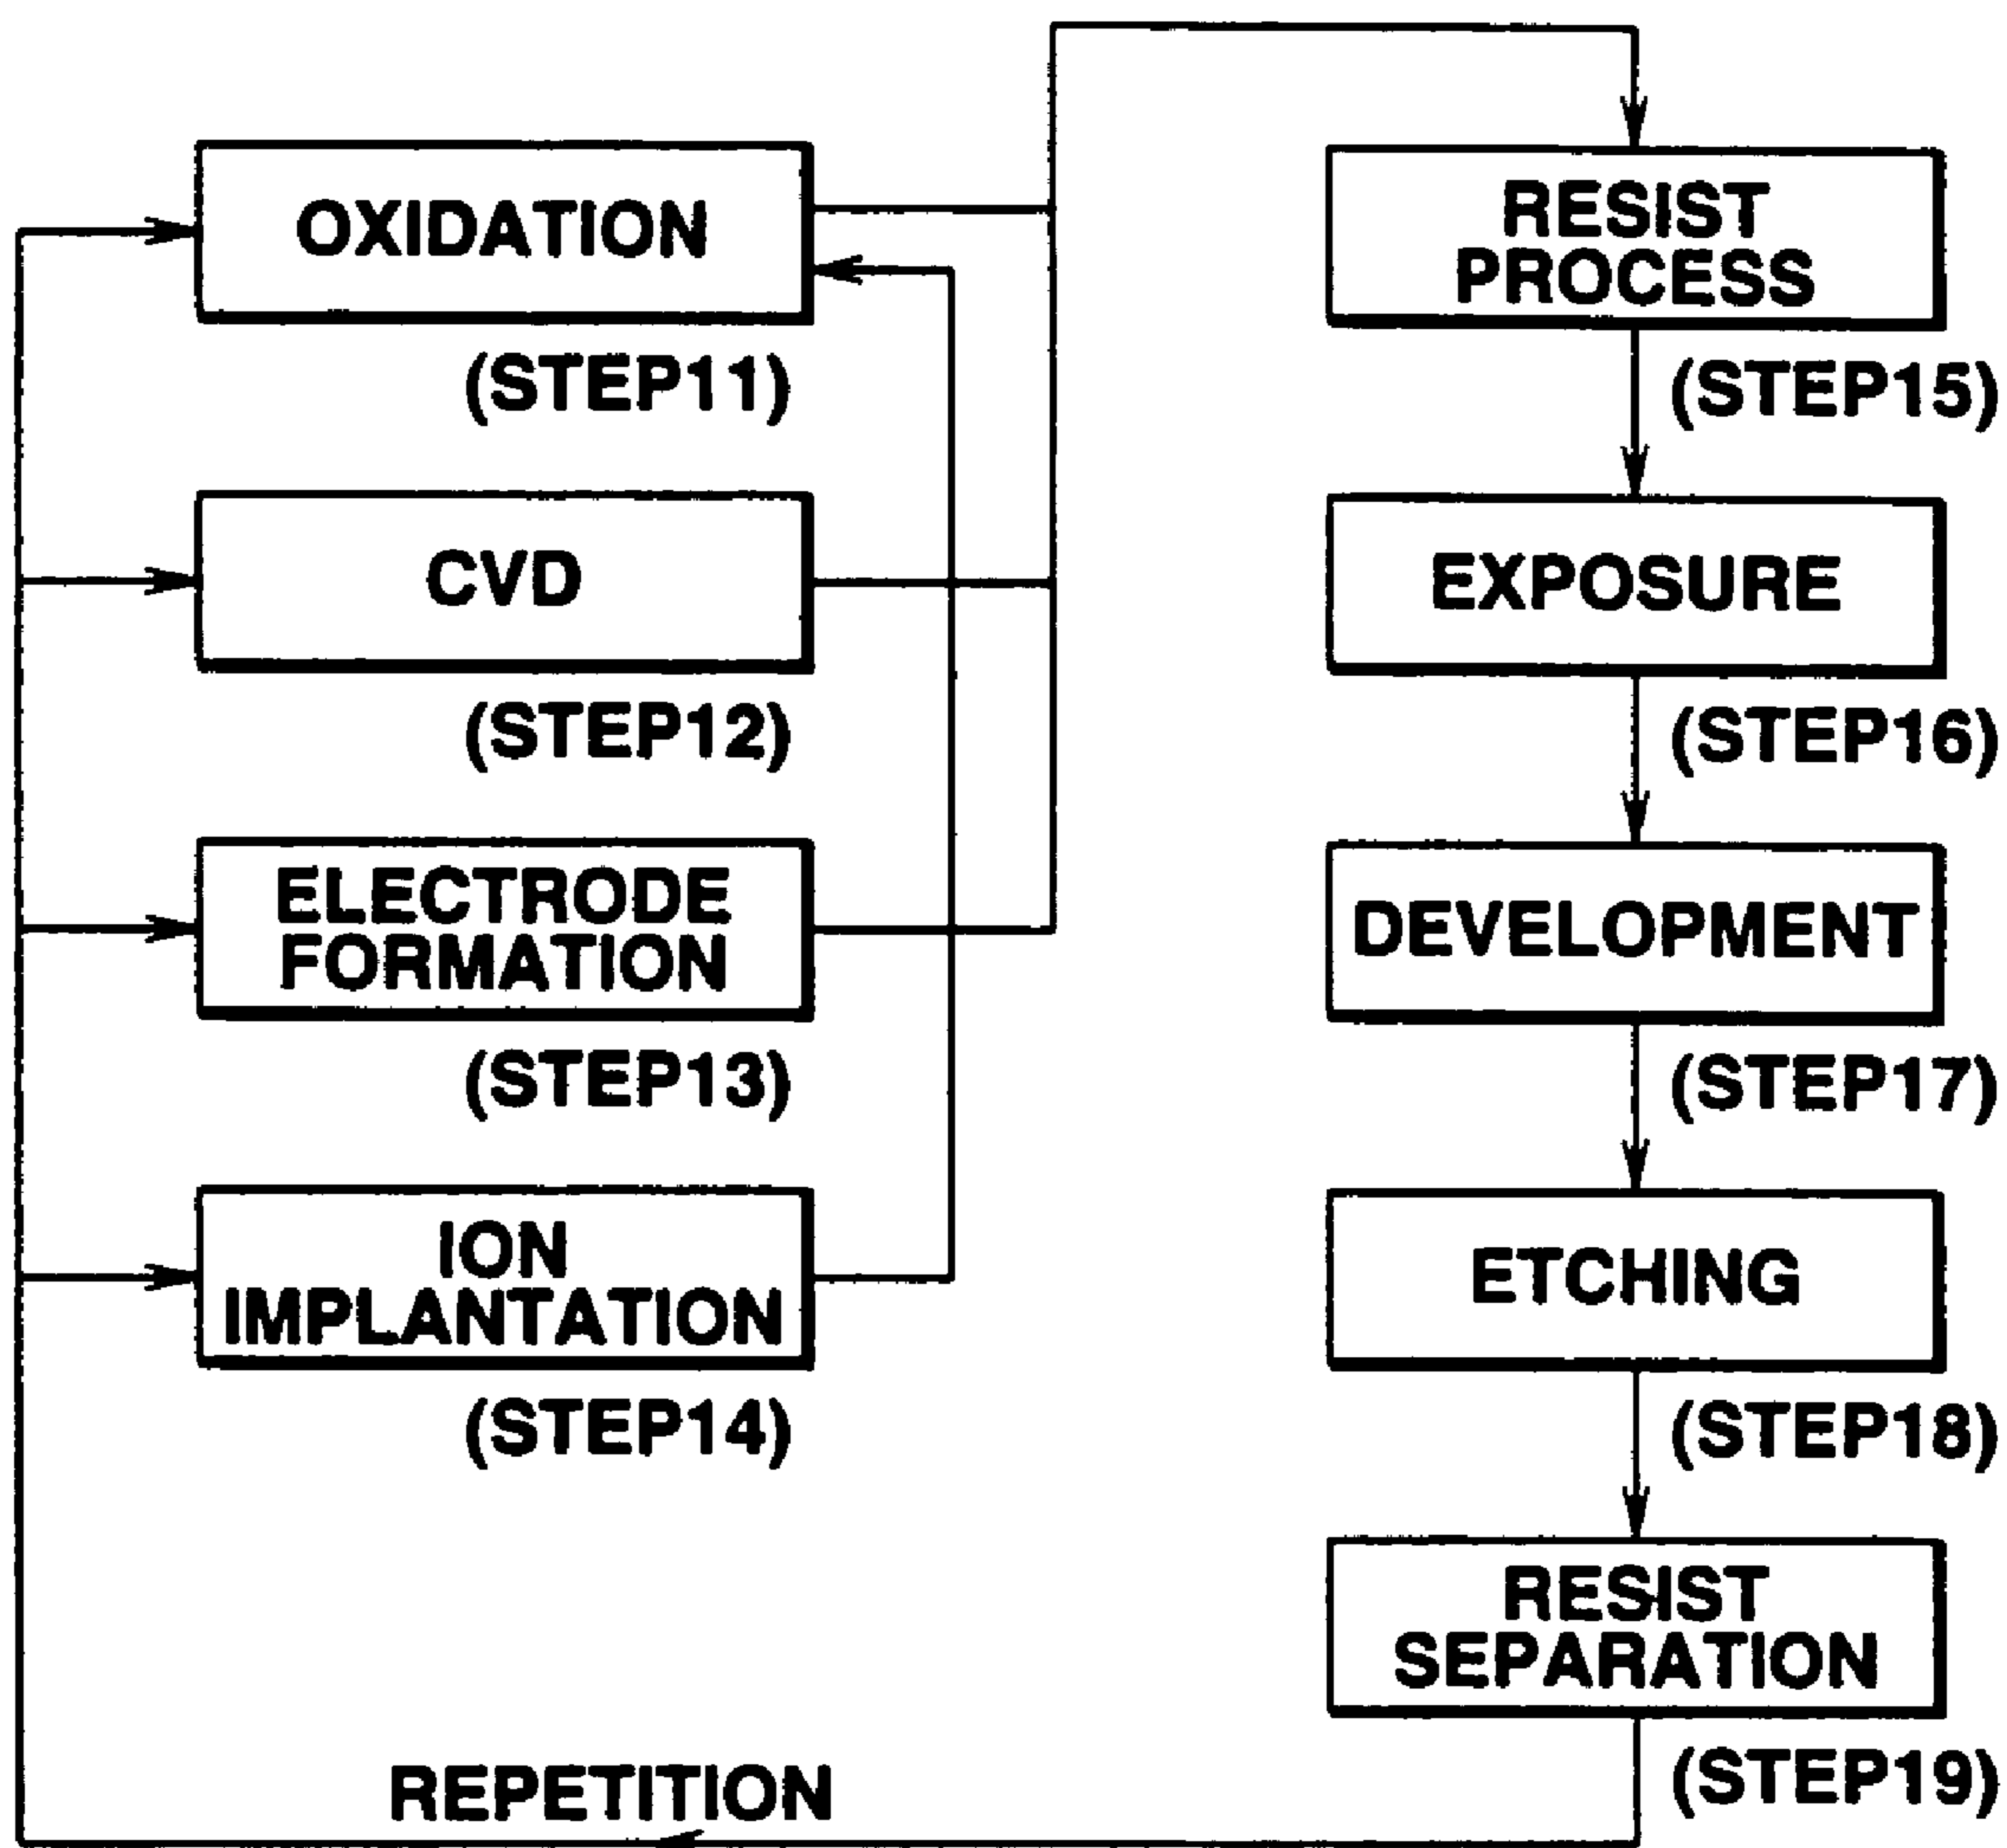 OXIDATION
(STEP11)
CVD
(STEP12)
ELECTRODE
FORMATION
(STEP13)
ION
IMPLANTATION
(STEP14)
RESIST
PROCESS
(STEP15)
EXPOSURE
(STEP16)
DEVELOPMENT
(STEP17)
ETCHING
(STEP18)
RESIST
SEPARATION
(STEP19)
REPETITION